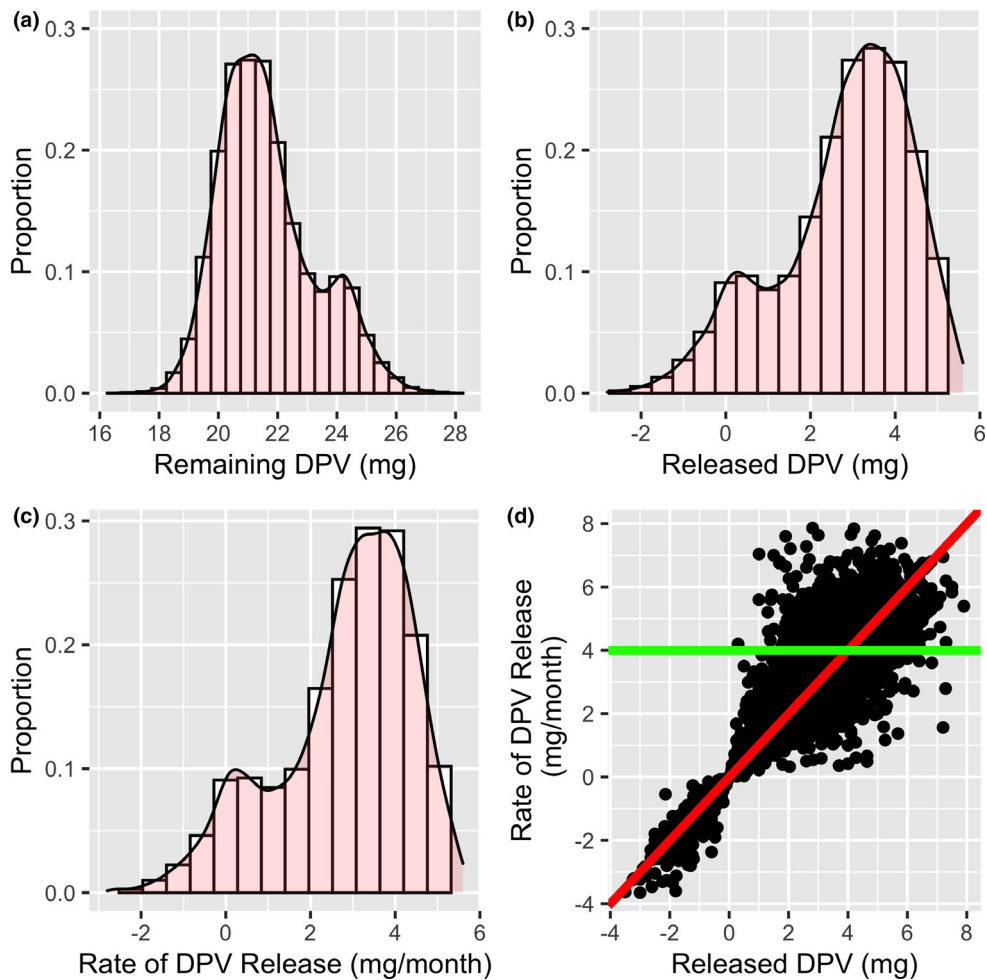 (a)
Proportion
0.3
0.2
0.1
0.0
16 18 20 22 24 26 28
Remaining DPV (mg)
(b)
Proportion
0.3
0.2
0.1
0.0
-2 0 2 4 6
Released DPV (mg)
(c)
Proportion
0.3
0.2
0.1
0.0
-2 0 2 4 6
Rate of DPV Release (mg/month)
(d)
Rate of DPV Release
(mg/month)
8
6
4
2
0
-2
-4
-4 -2 0 2 4 6 8
Released DPV (mg)